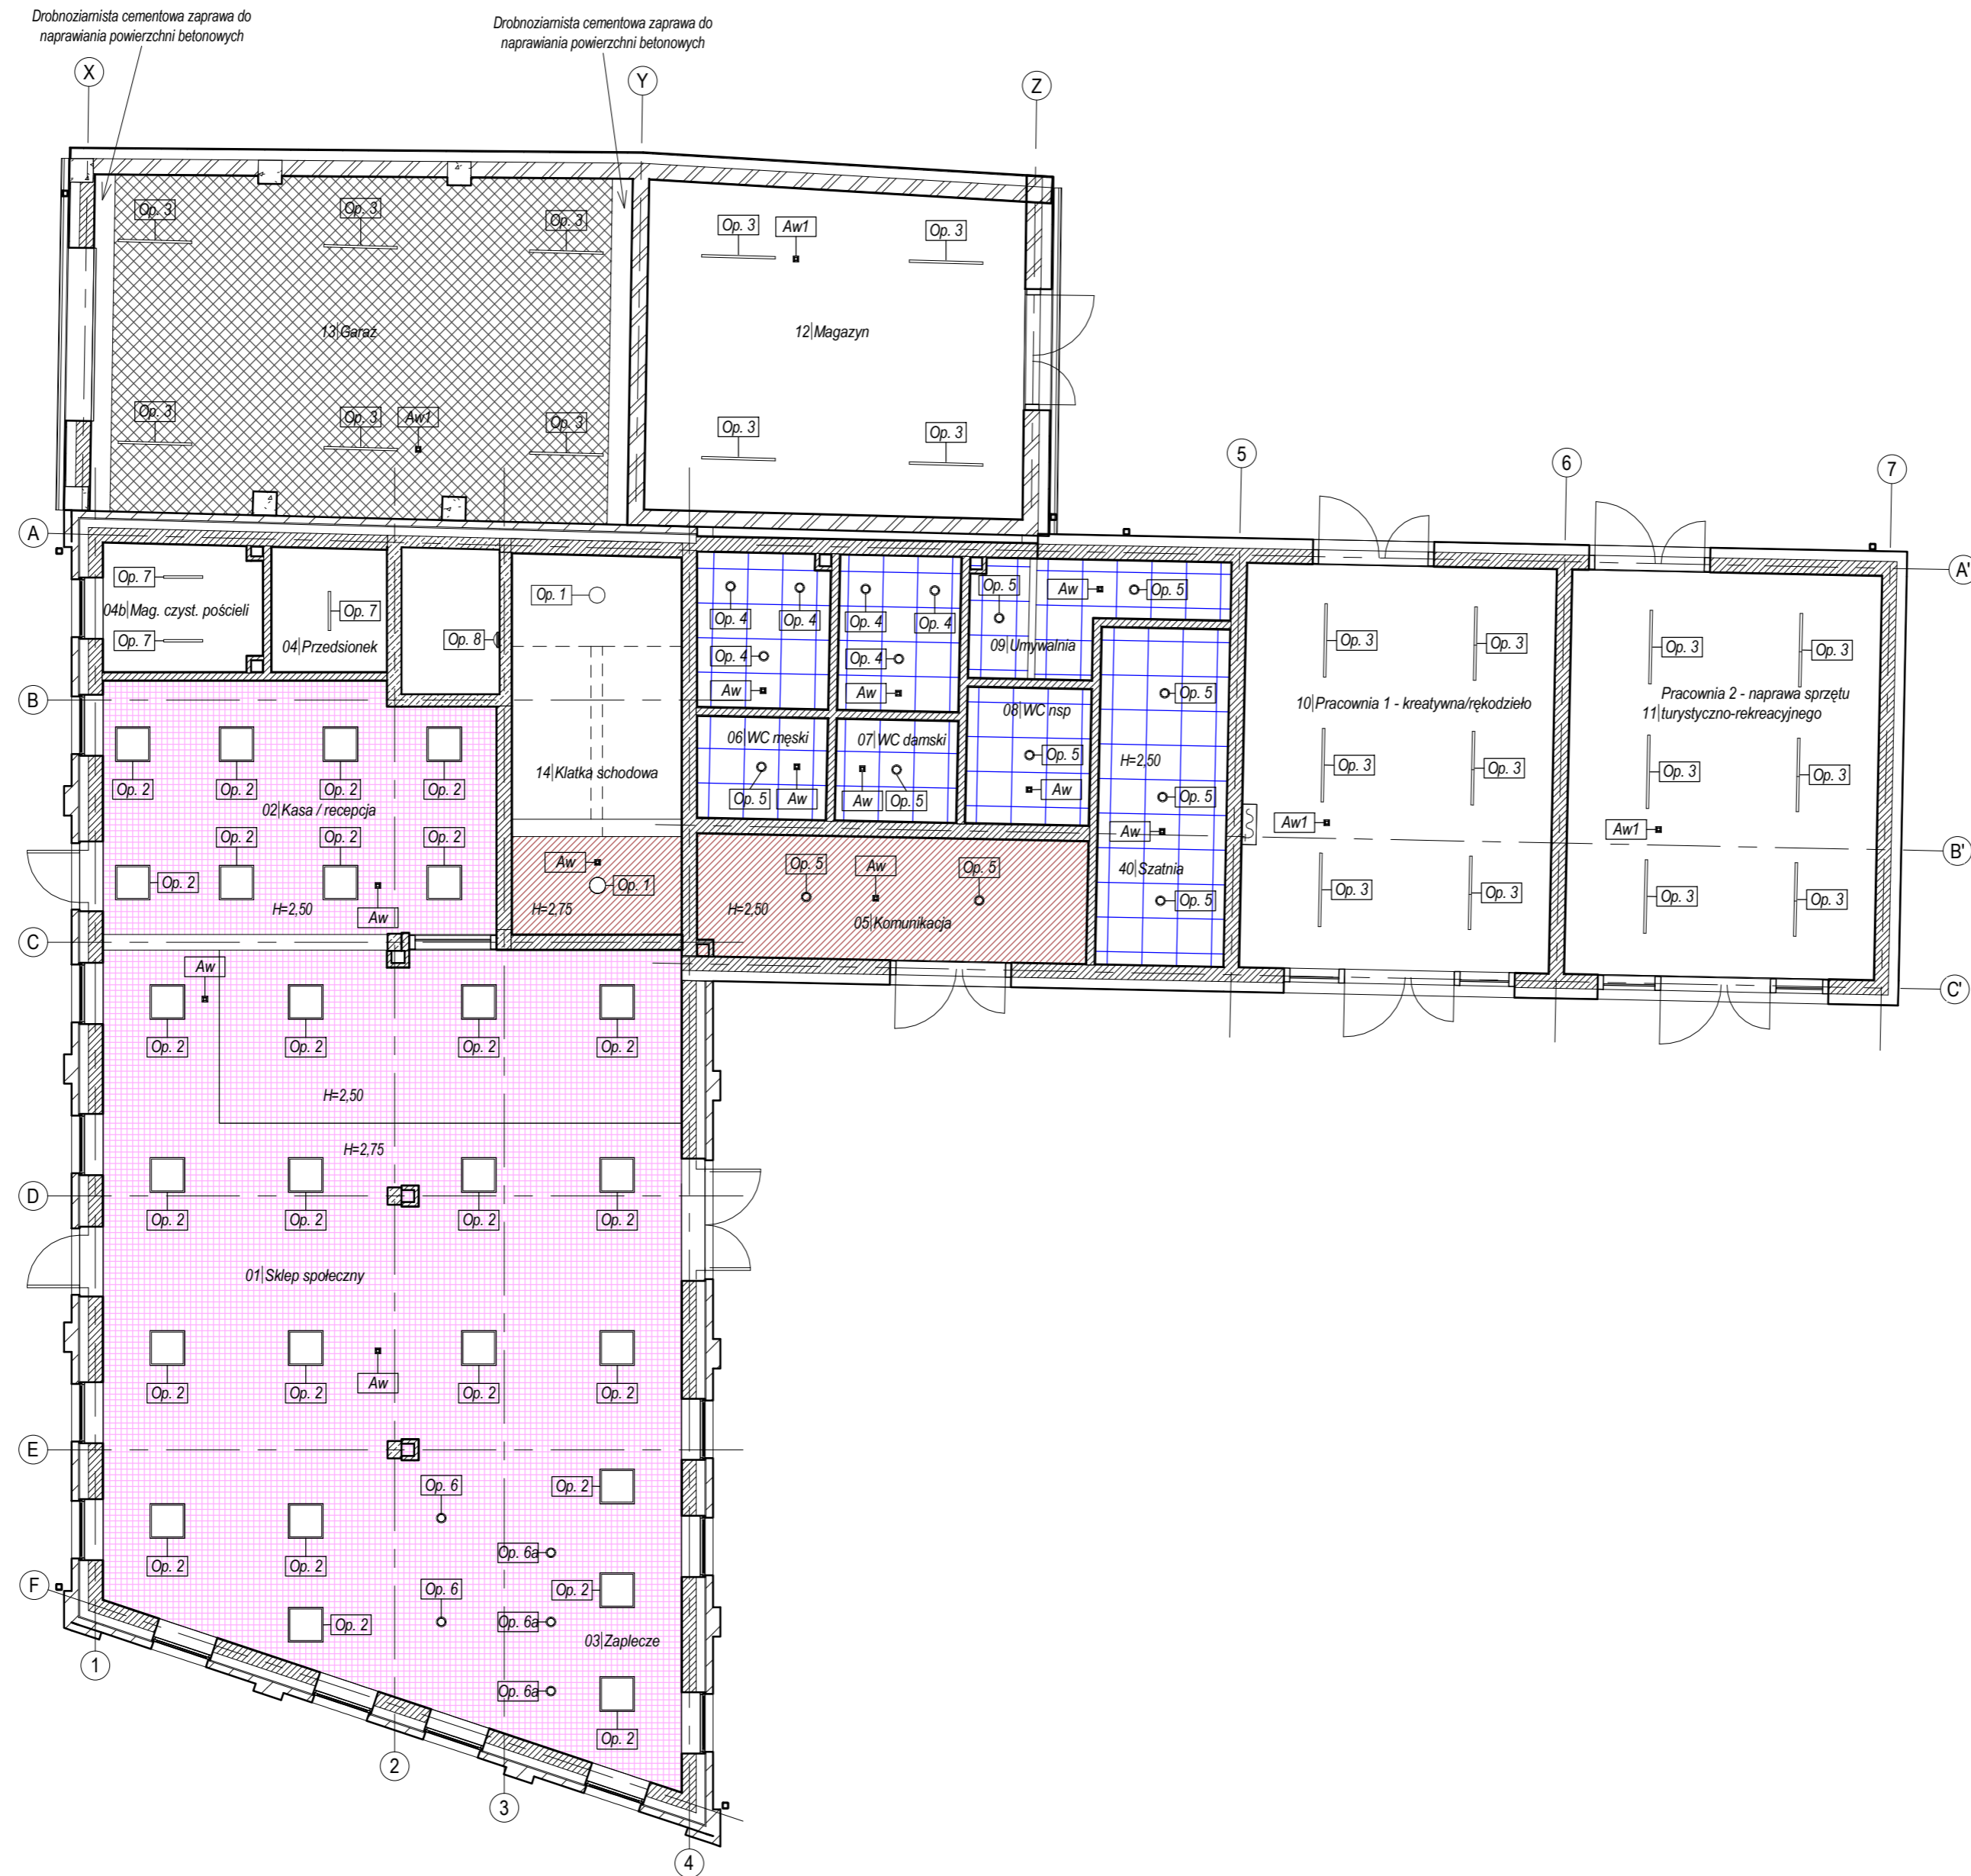 Drobnoziarnista cementowa zaprawa do
naprawiania powierzchni betonowych
Drobnoziarnista cementowa zaprawa do
naprawiania powierzchni betonowych
X
Y
Z
Op. 3
Op. 3
Op. 3
Op. 3
Aw1
Op. 3
13|Garaż
12|Magazyn
Op. 3
Op. 3
Aw1
Op. 3
Op. 3
Op. 3
5
6
7
A
A'
Op. 7
04b|Mag. czyst. pościeli
Op. 7
Op. 7
04|Przedsionek
Op. 8
Op. 1
Op. 4
Op. 4
Op. 4
Aw
Op. 4
Op. 4
Op. 4
Aw
Op. 5
Aw
Op. 5
09|Umywalnia
Op. 3
Op. 3
Op. 3
Op. 3
B
08|WC nsp
Op. 5
10|Pracownia 1 - kreatywna/rękodzieło
Pracownia 2 - naprawa sprzętu
11|turystyczno-rekreacyjnego
06|WC męski
07|WC damski
14|Klatka schodowa
Op. 5
Aw
H=2,50
Op. 3
Op. 3
Op. 3
Op. 3
Op. 2
Op. 2
Op. 2
Op. 2
02|Kasa / recepcja
Op. 5
Aw
Aw
Op. 5
Op. 5
Aw
Aw1
Aw1
Op. 2
Op. 2
Op. 2
Op. 2
B'
Aw
Op. 1
Op. 5
Aw
Op. 5
40|Szatnia
Op. 5
Op. 3
Op. 3
Op. 3
Op. 3
H=2,50
Aw
H=2,75
H=2,50
05|Komunikacja
C
C'
Aw
Op. 2
Op. 2
Op. 2
Op. 2
H=2,50
H=2,75
D
Op. 2
Op. 2
Op. 2
Op. 2
01|Sklep społeczny
Aw
Op. 2
Op. 2
Op. 2
Op. 2
E
Op. 6
Op. 2
Op. 2
Op. 2
Op. 6a
F
Op. 6
Op. 2
Op. 2
Op. 6a
03|Zaplecze
Op. 6a
Op. 2
1
2
3
4